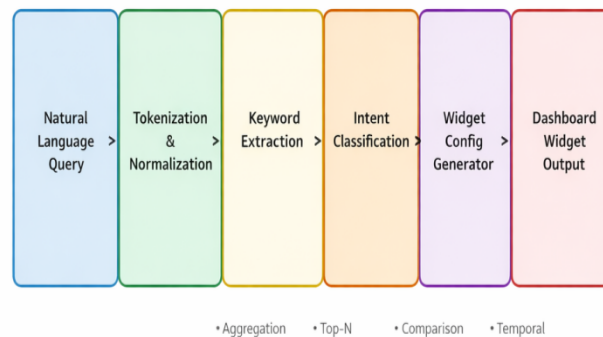 Natural
Language
Query
>
Tokenization
&
Normalization
>
Keyword
Extraction
>
Intent
Classification
>
Widget
Config
Generator
>
Dashboard
Widget
Output
• Aggregation • Top-N • Comparison • Temporal